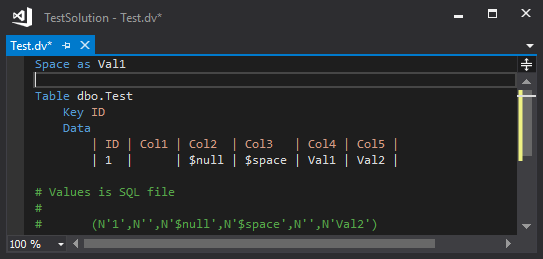 TestSolution - Test.dv*
Test.dv*
Space as Val1
Table dbo.Test
Key ID
Data
| ID | Col1 | Col2 | Col3 | Col4 | Col5 |
| 1 | | $null | $space | Val1 | Val2 |
# Values is SQL file
#
# (N'1',N'',N'$null',N'$space',N'',N'Val2')
100 %